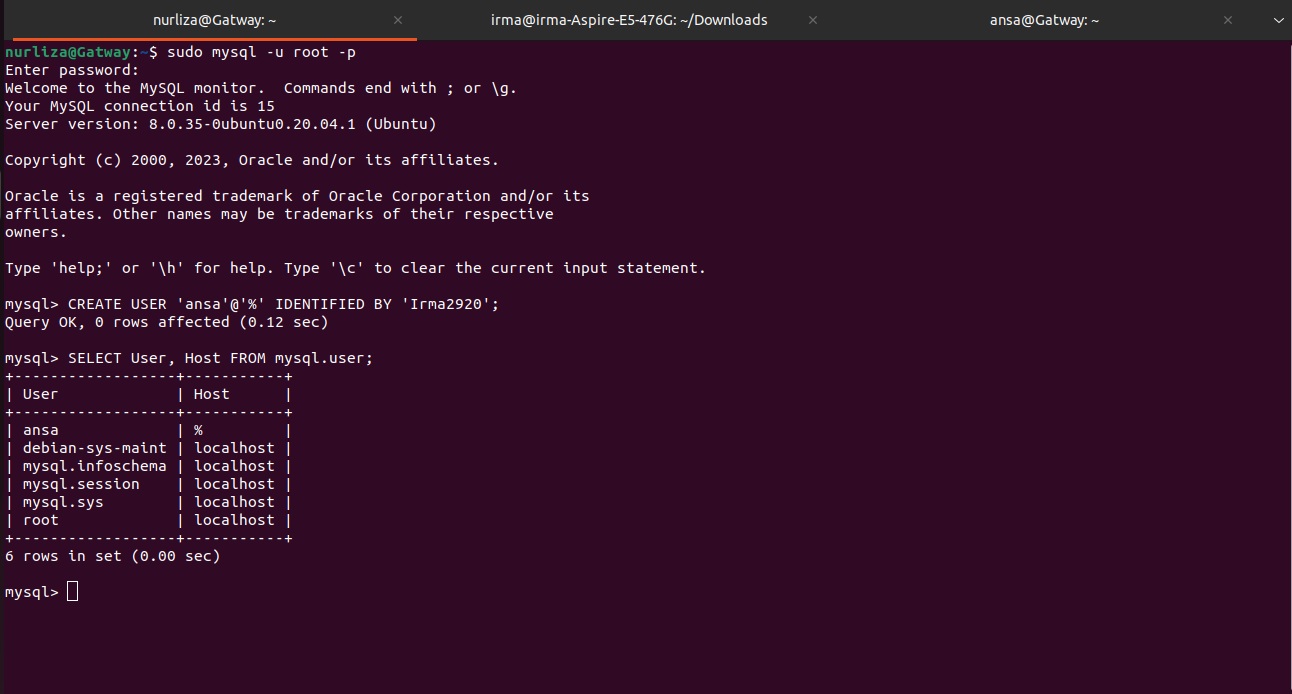 nurliza@Gatway: ~
irma@irma-Aspire-E5-476G: ~/Downloads
ansa@Gatway: ~
nurliza@Gatway:~$ sudo mysql -u root -p
Enter password:
Welcome to the MySQL monitor.  Commands end with ; or \g.
Your MySQL connection id is 15
Server version: 8.0.35-0ubuntu0.20.04.1 (Ubuntu)
Copyright (c) 2000, 2023, Oracle and/or its affiliates.
Oracle is a registered trademark of Oracle Corporation and/or its
affiliates. Other names may be trademarks of their respective
owners.
Type 'help;' or '\h' for help. Type '\c' to clear the current input statement.
mysql> CREATE USER 'ansa'@'%' IDENTIFIED BY 'Irma2920';
Query OK, 0 rows affected (0.12 sec)
mysql> SELECT User, Host FROM mysql.user;
+------------------+-----------+
| User             | Host      |
+------------------+-----------+
| ansa             | %         |
| debian-sys-maint | localhost |
| mysql.infoschema | localhost |
| mysql.session    | localhost |
| mysql.sys        | localhost |
| root             | localhost |
+------------------+-----------+
6 rows in set (0.00 sec)
mysql>